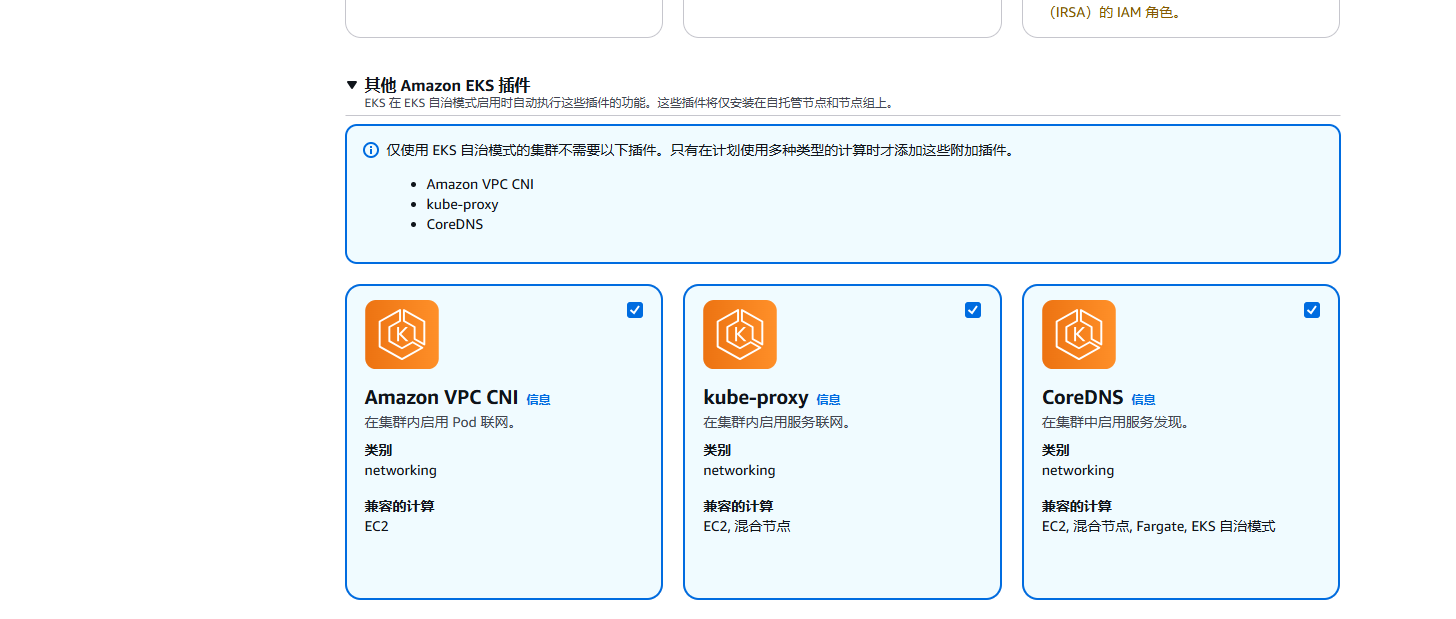 （IRSA）的 IAM 角色。
其他 Amazon EKS 插件
EKS 在 EKS 自治模式启用时自动执行这些插件的功能。这些插件将仅安装在自托管节点和节点组上。
仅使用 EKS 自治模式的集群不需要以下插件。只有在计划使用多种类型的计算时才添加这些附加插件。
Amazon VPC CNI
kube-proxy
CoreDNS
Amazon VPC CNI 信息
在集群内启用 Pod 联网。
类别
networking
兼容的计算
EC2
kube-proxy 信息
在集群内启用服务联网。
类别
networking
兼容的计算
EC2, 混合节点
CoreDNS 信息
在集群中启用服务发现。
类别
networking
兼容的计算
EC2, 混合节点, Fargate, EKS 自治模式